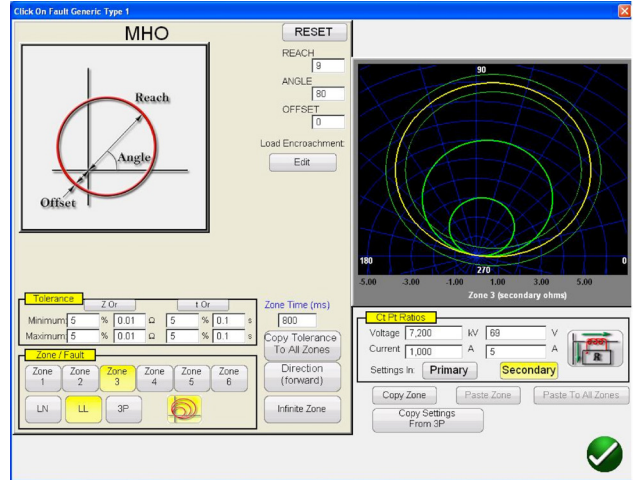 Click On Fault Generic Type 1
MHO
RESET
REACH
9
ANGLE
80
OFFSET
0
Load Encroachment:
Edit
Reach
Angle
Offset
90
180
0
270
-5.00 -3.00 -1.00 1.00 3.00 5.00
Zone 3 (secondary ohms)
Tolerance
Z Or t Or
Minimum: 5 % 0.01 Ω 5 % 0.1 s
Maximum: 5 % 0.01 Ω 5 % 0.1 s
Zone Time (ms)
800
Copy Tolerance
To All Zones
Zone / Fault
Zone 1 Zone 2 Zone 3 Zone 4 Zone 5 Zone 6
Direction
(forward)
LN LL 3P
Infinite Zone
Ct Pt Ratios
Voltage 7,200 kV 69 V
Current 1,000 A 5 A
R
Settings In: Primary Secondary
Copy Zone Paste Zone Paste To All Zones
Copy Settings
From 3P